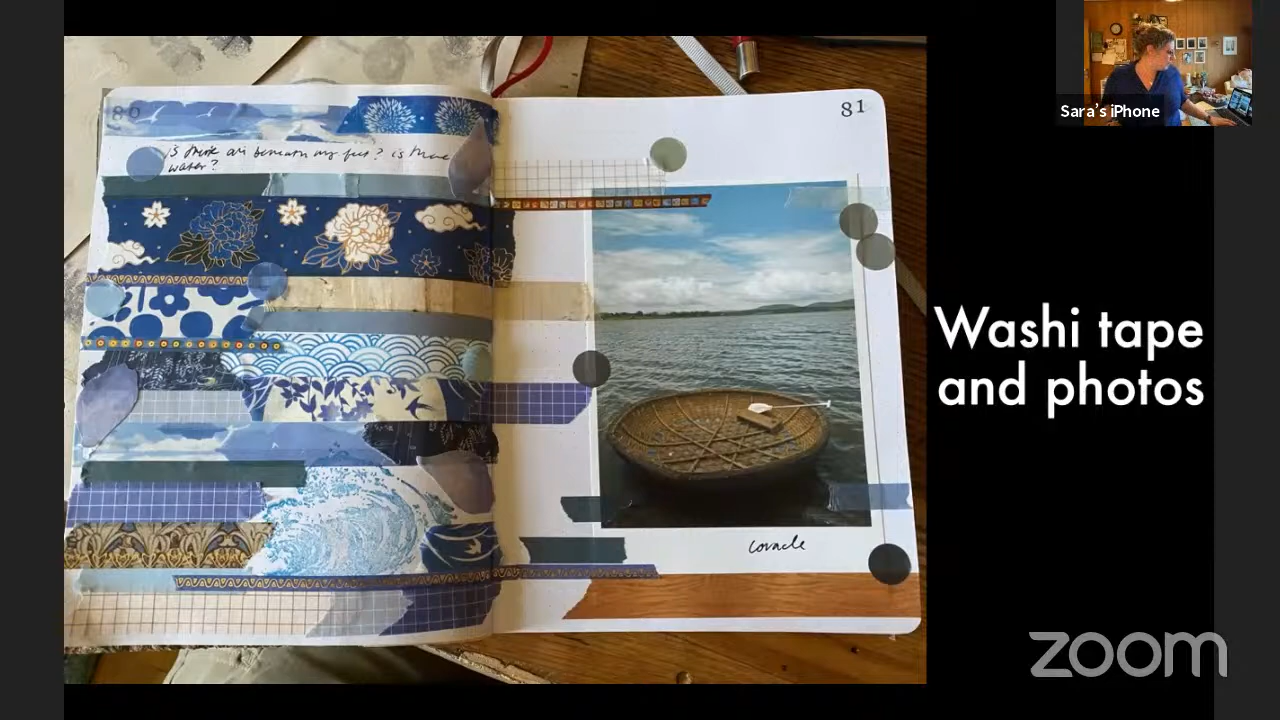 Sara's iPhone
80
81
is there air beneath my feet? is there
water?
Washi tape
and photos
coracle
zoom